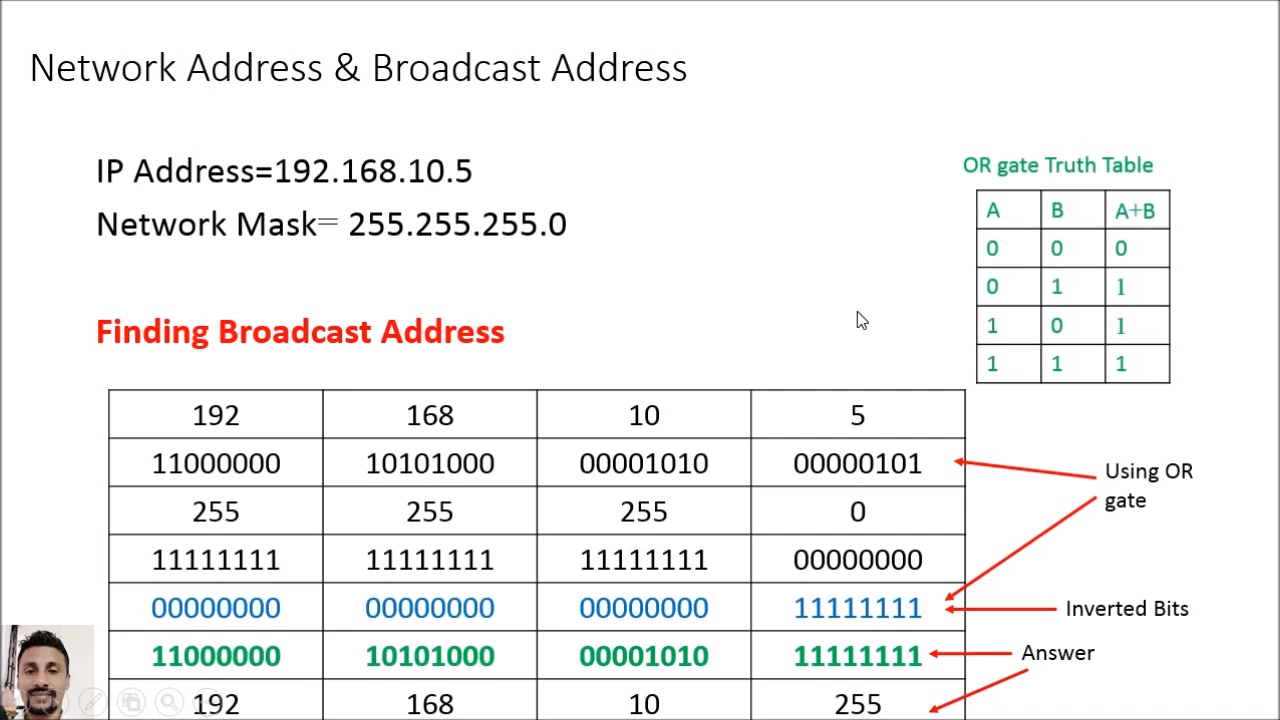 Network Address & Broadcast Address
IP Address=192.168.10.5
Network Mask= 255.255.255.0
OR gate Truth Table
A B A+B
0 0 0
0 1 1
1 0 1
1 1 1
Finding Broadcast Address
192 168 10 5
11000000 10101000 00001010 00000101
Using OR
gate
255 255 255 0
11111111 11111111 11111111 00000000
00000000 00000000 00000000 11111111
Inverted Bits
11000000 10101000 00001010 11111111
Answer
192 168 10 255